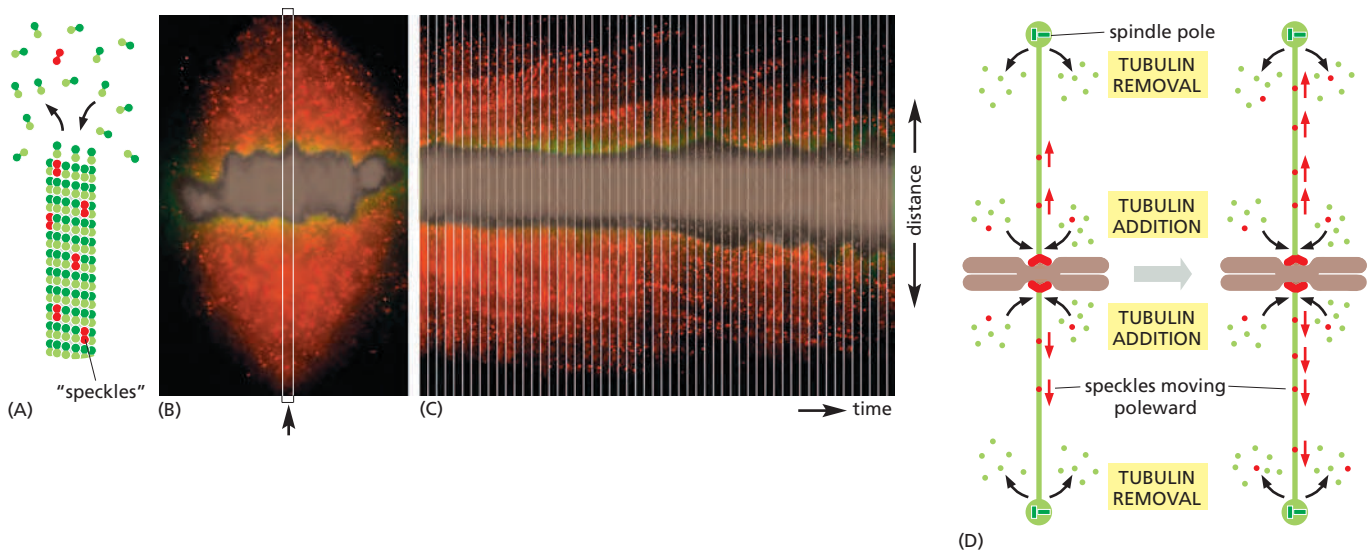 "speckles"
(A)
(B)
(C)
time
distance
spindle pole
TUBULIN
REMOVAL
TUBULIN
ADDITION
TUBULIN
ADDITION
speckles moving
poleward
TUBULIN
REMOVAL
(D)